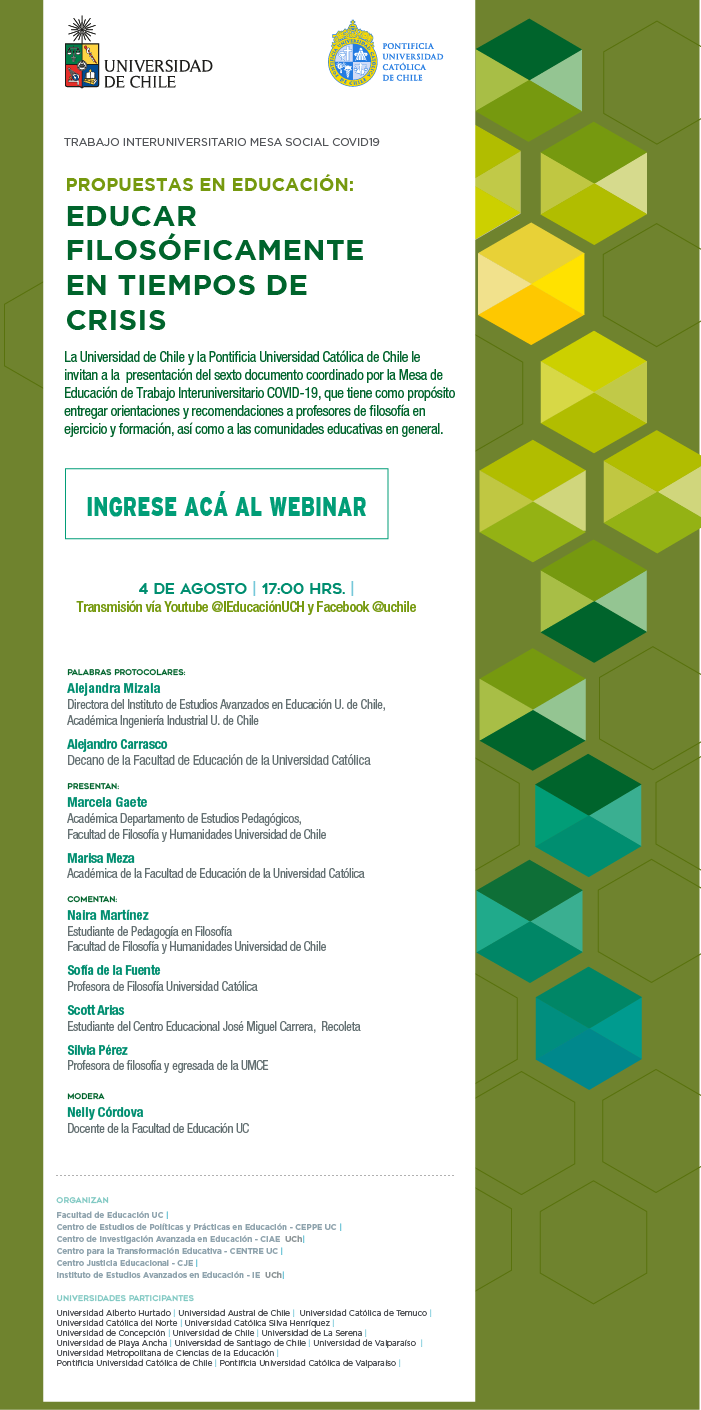 UNIVERSIDAD
DE CHILE
PONTIFICIA
UNIVERSIDAD
CATÓLICA
DE CHILE
TRABAJO INTERUNIVERSITARIO MESA SOCIAL COVID19
PROPUESTAS EN EDUCACIÓN:
EDUCAR
FILOSÓFICAMENTE
EN TIEMPOS DE
CRISIS
La Universidad de Chile y la Pontificia Universidad Católica de Chile le
invitan a la presentación del sexto documento coordinado por la Mesa de
Educación de Trabajo Interuniversitario COVID-19, que tiene como propósito
entregar orientaciones y recomendaciones a profesores de filosofía en
ejercicio y formación, así como a las comunidades educativas en general.
INGRESE ACÁ AL WEBINAR
4 DE AGOSTO | 17:00 HRS. |
Transmisión vía Youtube @IEducaciónUCH y Facebook @uchile
PALABRAS PROTOCOLARES:
Alejandra Mizala
Directora del Instituto de Estudios Avanzados en Educación U. de Chile,
Académica Ingeniería Industrial U. de Chile
Alejandro Carrasco
Decano de la Facultad de Educación de la Universidad Católica
PRESENTAN:
Marcela Gaete
Académica Departamento de Estudios Pedagógicos,
Facultad de Filosofía y Humanidades Universidad de Chile
Marisa Meza
Académica de la Facultad de Educación de la Universidad Católica
COMENTAN:
Naira Martínez
Estudiante de Pedagogía en Filosofía
Facultad de Filosofía y Humanidades Universidad de Chile
Sofía de la Fuente
Profesora de Filosofía Universidad Católica
Scott Arias
Estudiante del Centro Educacional José Miguel Carrera, Recoleta
Silvia Pérez
Profesora de filosofía y egresada de la UMCE
MODERA
Nelly Córdova
Docente de la Facultad de Educación UC
ORGANIZAN
Facultad de Educación UC |
Centro de Estudios de Políticas y Prácticas en Educación - CEPPE UC |
Centro de Investigación Avanzada en Educación - CIAE UCh|
Centro para la Transformación Educativa - CENTRE UC |
Centro Justicia Educacional - CJE |
Instituto de Estudios Avanzados en Educación - IE UCh|
UNIVERSIDADES PARTICIPANTES
Universidad Alberto Hurtado | Universidad Austral de Chile | Universidad Católica de Temuco |
Universidad Católica del Norte | Universidad Católica Silva Henríquez |
Universidad de Concepción | Universidad de Chile | Universidad de La Serena |
Universidad de Playa Ancha | Universidad de Santiago de Chile | Universidad de Valparaíso |
Universidad Metropolitana de Ciencias de la Educación |
Pontificia Universidad Católica de Chile | Pontificia Universidad Católica de Valparaíso |